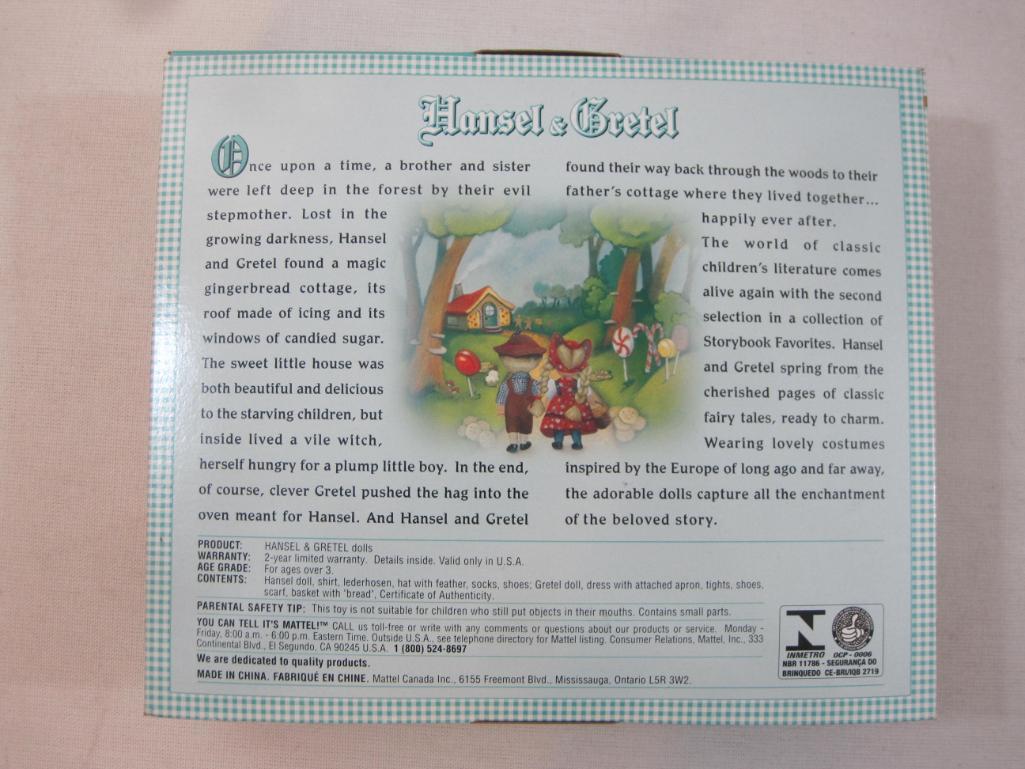 Hansel & Gretel
Once upon a time, a brother and sister
were left deep in the forest by their evil
stepmother. Lost in the
growing darkness, Hansel
and Gretel found a magic
gingerbread cottage, its
roof made of icing and its
windows of candied sugar.
The sweet little house was
both beautiful and delicious
to the starving children, but
inside lived a vile witch,
herself hungry for a plump little boy. In the end,
of course, clever Gretel pushed the hag into the
oven meant for Hansel. And Hansel and Gretel
found their way back through the woods to their
father's cottage where they lived together...
happily ever after.
The world of classic
children's literature comes
alive again with the second
selection in a collection of
Storybook Favorites. Hansel
and Gretel spring from the
cherished pages of classic
fairy tales, ready to charm.
Wearing lovely costumes
inspired by the Europe of long ago and far away,
the adorable dolls capture all the enchantment
of the beloved story.
PRODUCT: HANSEL & GRETEL dolls
WARRANTY: 2-year limited warranty. Details inside. Valid only in U.S.A.
AGE GRADE: For ages over 3.
CONTENTS: Hansel doll, shirt, lederhosen, hat with feather, socks, shoes; Gretel doll, dress with attached apron, tights, shoes,
scarf, basket with 'bread', Certificate of Authenticity.
PARENTAL SAFETY TIP: This toy is not suitable for children who still put objects in their mouths. Contains small parts.
YOU CAN TELL IT'S MATTEL!™ CALL us toll-free or write with any comments or questions about our products or service. Monday -
Friday, 8:00 a.m. - 6:00 p.m. Eastern Time. Outside U.S.A., see telephone directory for Mattel listing. Consumer Relations, Mattel, Inc., 333
Continental Blvd., El Segundo, CA 90245 U.S.A. 1 (800) 524-8697
We are dedicated to quality products.
MADE IN CHINA. FABRIQUÉ EN CHINE. Mattel Canada Inc., 6155 Freemont Blvd., Mississauga, Ontario L5R 3W2.
INMETRO OCP - 0006
NBR 11786 - SEGURANÇA DO
BRINQUEDO CE-BRI/IQB 2719